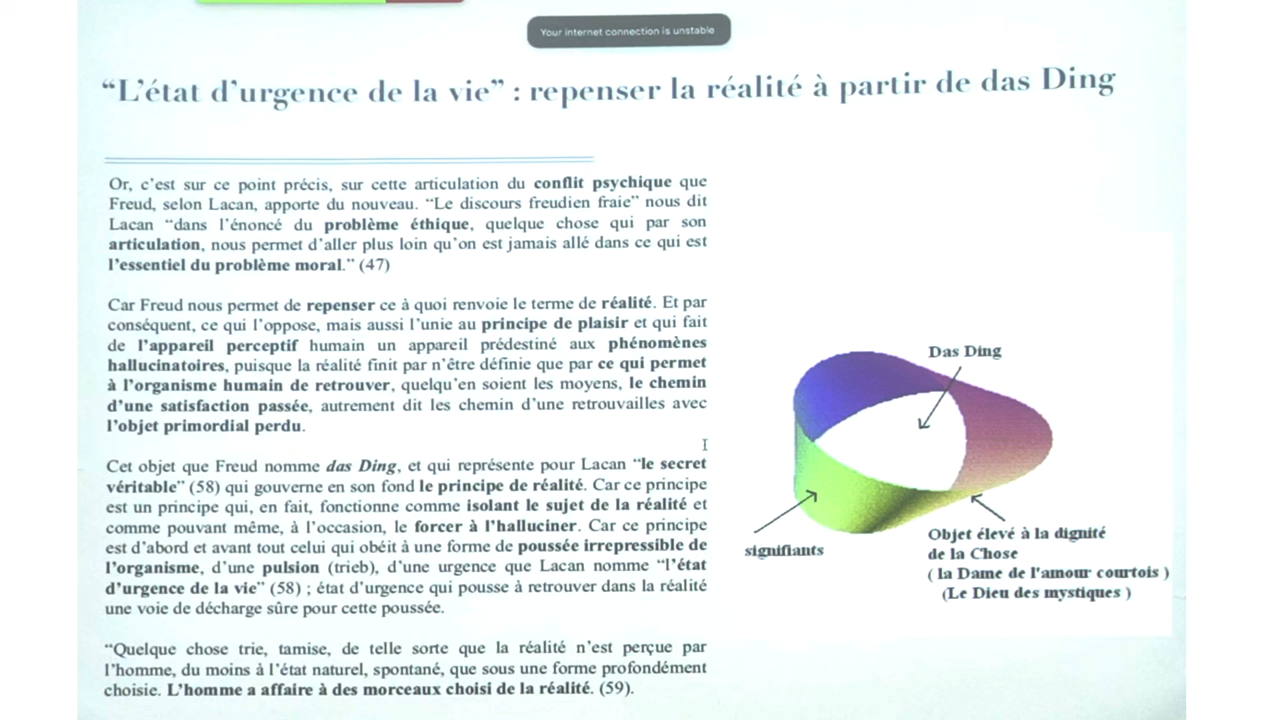 Your internet connection is unstable
“L’état d’urgence de la vie” : repenser la réalité à partir de das Ding
Or, c’est sur ce point précis, sur cette articulation du conflit psychique que
Freud, selon Lacan, apporte du nouveau. “Le discours freudien fraie” nous dit
Lacan “dans l’énoncé du problème éthique, quelque chose qui par son
articulation, nous permet d’aller plus loin qu’on est jamais allé dans ce qui est
l’essentiel du problème moral.” (47)
Car Freud nous permet de repenser ce à quoi renvoie le terme de réalité. Et par
conséquent, ce qui l’oppose, mais aussi l’unie au principe de plaisir et qui fait
de l’appareil perceptif humain un appareil prédestiné aux phénomènes
hallucinatoires, puisque la réalité finit par n’être définie que par ce qui permet
à l’organisme humain de retrouver, quelqu’en soient les moyens, le chemin
d’une satisfaction passée, autrement dit les chemin d’une retrouvailles avec
l’objet primordial perdu.
Cet objet que Freud nomme das Ding, et qui représente pour Lacan “le secret
véritable” (58) qui gouverne en son fond le principe de réalité. Car ce principe
est un principe qui, en fait, fonctionne comme isolant le sujet de la réalité et
comme pouvant même, à l’occasion, le forcer à l’halluciner. Car ce principe
est d’abord et avant tout celui qui obéit à une forme de poussée irrepressible de
l’organisme, d’une pulsion (trieb), d’une urgence que Lacan nomme “l’état
d’urgence de la vie” (58) ; état d’urgence qui pousse à retrouver dans la réalité
une voie de décharge sûre pour cette poussée.
“Quelque chose trie, tamise, de telle sorte que la réalité n’est perçue par
l’homme, du moins à l’état naturel, spontané, que sous une forme profondément
choisie. L’homme a affaire à des morceaux choisi de la réalité. (59).
Das Ding
signifiants
Objet élevé à la dignité
de la Chose
( la Dame de l'amour courtois )
(Le Dieu des mystiques )